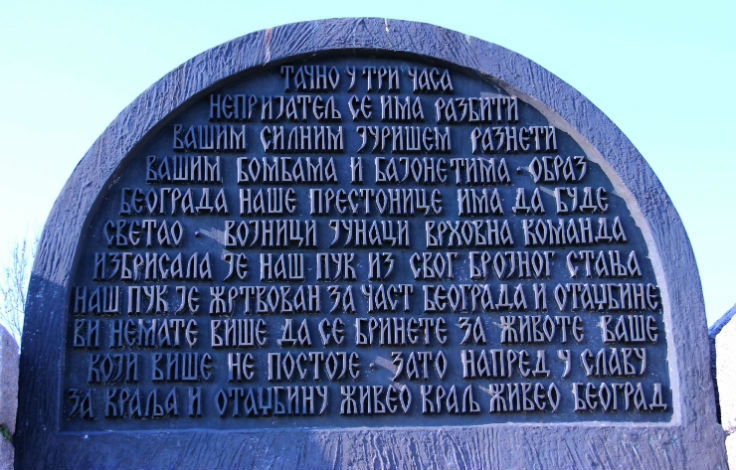 ТАЧНО У ТРИ ЧАСА
НЕПРИЈАТЕЉ СЕ ИМА РАЗБИТИ
ВАШИМ СИЛНИМ ЈУРИШЕМ РАЗНЕТИ
ВАШИМ БОМБАМА И БАЈОНЕТИМА · ОБРАЗ
БЕОГРАДА НАШЕ ПРЕСТОНИЦЕ ИМА ДА БУДЕ
СВЕТАО · ВОЈНИЦИ ЈУНАЦИ ВРХОВНА КОМАНДА
ИЗБРИСАЛА ЈЕ НАШ ПУК ИЗ СВОГ БРОЈНОГ СТАЊА
НАШ ПУК ЈЕ ЖРТВОВАН ЗА ЧАСТ БЕОГРАДА И ОТАЏБИНЕ
ВИ НЕМАТЕ ВИШЕ ДА СЕ БРИНЕТЕ ЗА ЖИВОТЕ ВАШЕ
КОЈИ ВИШЕ НЕ ПОСТОЈЕ · ЗАТО НАПРЕД У СЛАВУ
ЗА КРАЉА И ОТАЏБИНУ ЖИВЕО КРАЉ ЖИВЕО БЕОГРАД